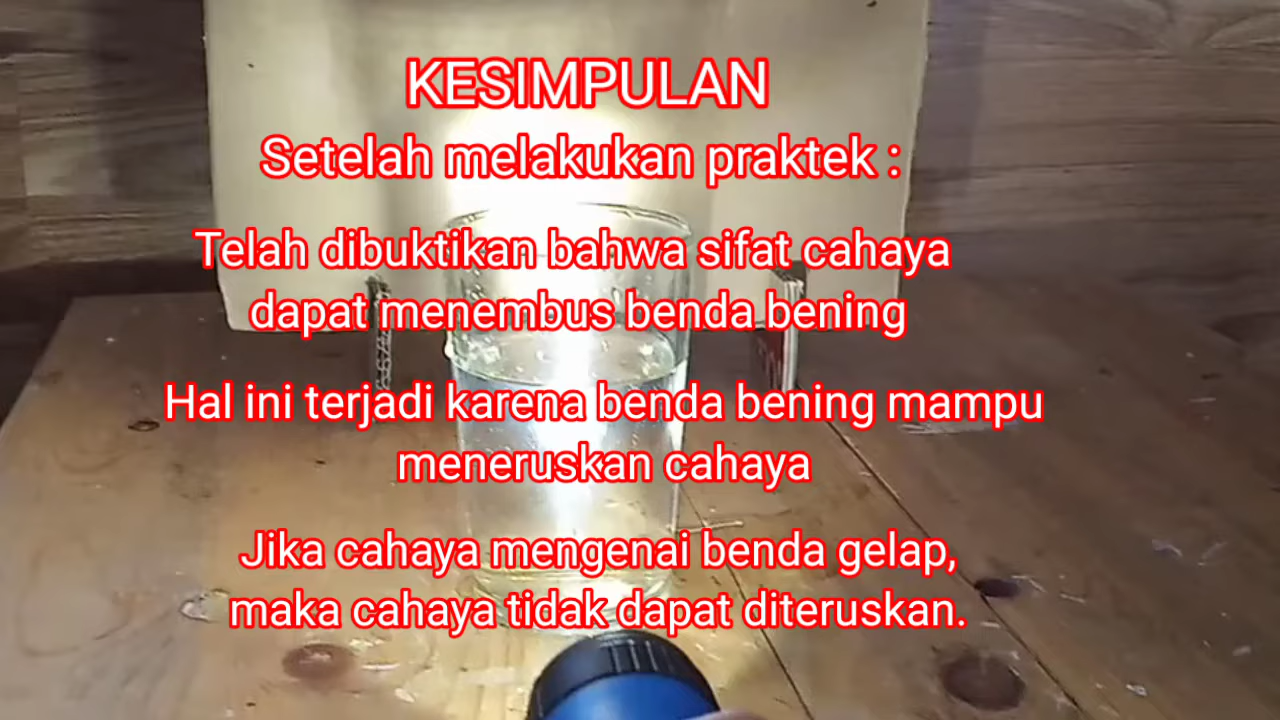 KESIMPULAN
Setelah melakukan praktek :
Telah dibuktikan bahwa sifat cahaya
dapat menembus benda bening
Hal ini terjadi karena benda bening mampu
meneruskan cahaya
Jika cahaya mengenai benda gelap,
maka cahaya tidak dapat diteruskan.